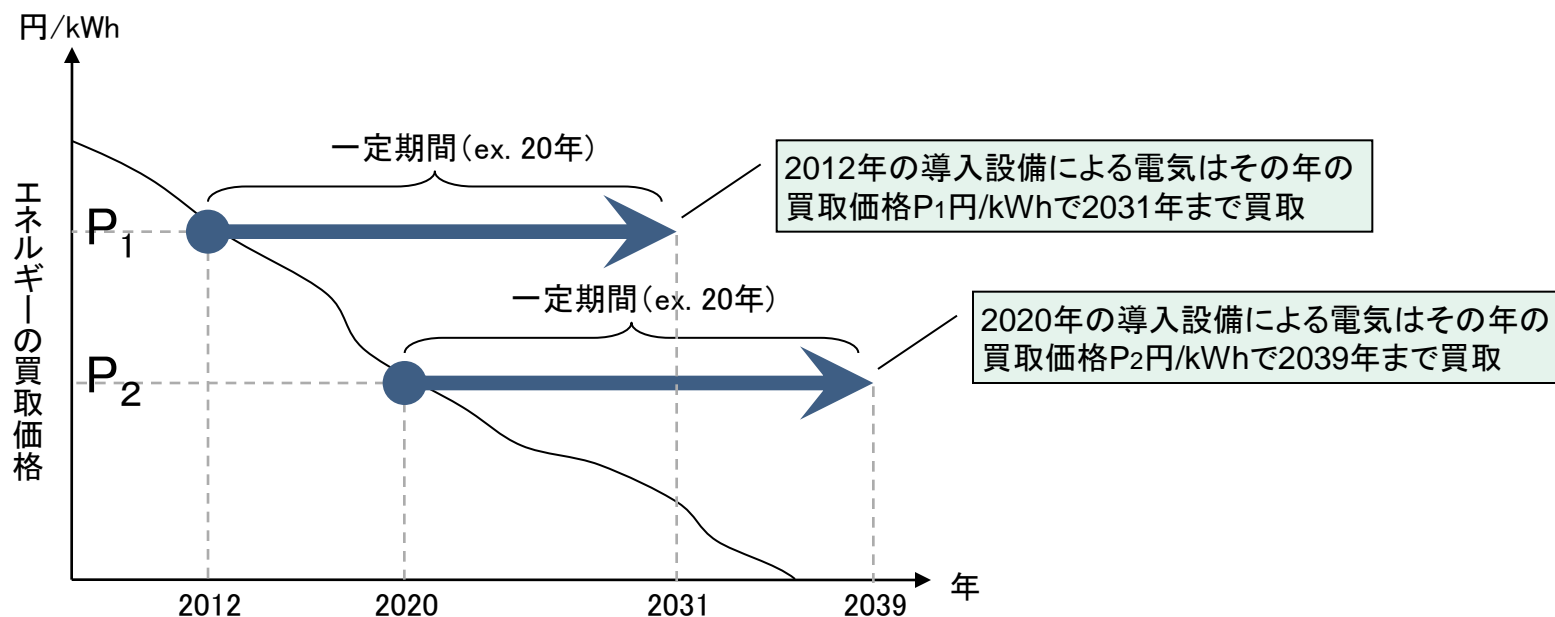 円/kWh
一定期間(ex. 20年)
2012年の導入設備による電気はその年の
買取価格P1円/kWhで2031年まで買取
P1
エネルギーの買取価格
一定期間(ex. 20年)
2020年の導入設備による電気はその年の
買取価格P2円/kWhで2039年まで買取
P2
年
2012
2020
2031
2039